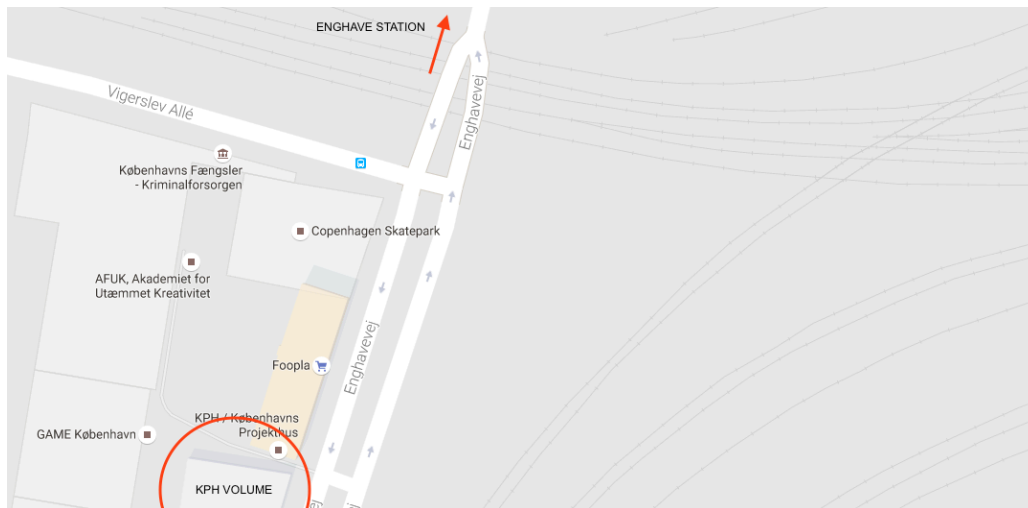 ENGHAVE STATION
Vigerslev Allé
Enghavevej
Københavns Fængsler
- Kriminalforsorgen
Copenhagen Skatepark
AFUK, Akademiet for
Utæmmet Kreativitet
Enghavevej
Foopla
KPH / Københavns
Projekthus
GAME København
KPH VOLUME